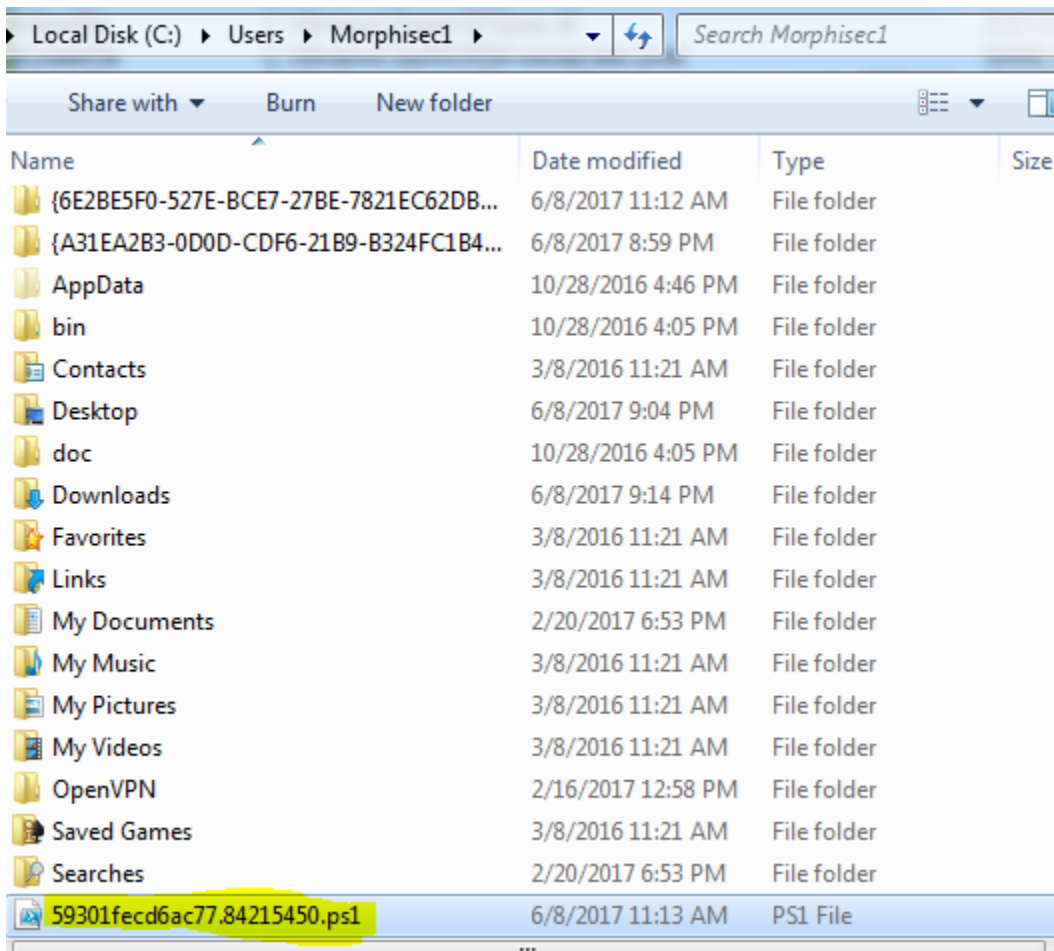 Local Disk (C:) Users Morphisec1 Search Morphisec1
Share with Burn New folder
Name Date modified Type Size
{6E2BE5F0-527E-BCE7-27BE-7821EC62DB... 6/8/2017 11:12 AM File folder
{A31EA2B3-0D0D-CDF6-21B9-B324FC1B4... 6/8/2017 8:59 PM File folder
AppData 10/28/2016 4:46 PM File folder
bin 10/28/2016 4:05 PM File folder
Contacts 3/8/2016 11:21 AM File folder
Desktop 6/8/2017 9:04 PM File folder
doc 10/28/2016 4:05 PM File folder
Downloads 6/8/2017 9:14 PM File folder
Favorites 3/8/2016 11:21 AM File folder
Links 3/8/2016 11:21 AM File folder
My Documents 2/20/2017 6:53 PM File folder
My Music 3/8/2016 11:21 AM File folder
My Pictures 3/8/2016 11:21 AM File folder
My Videos 3/8/2016 11:21 AM File folder
OpenVPN 2/16/2017 12:58 PM File folder
Saved Games 3/8/2016 11:21 AM File folder
Searches 2/20/2017 6:53 PM File folder
59301fecd6ac77.84215450.ps1 6/8/2017 11:13 AM PS1 File